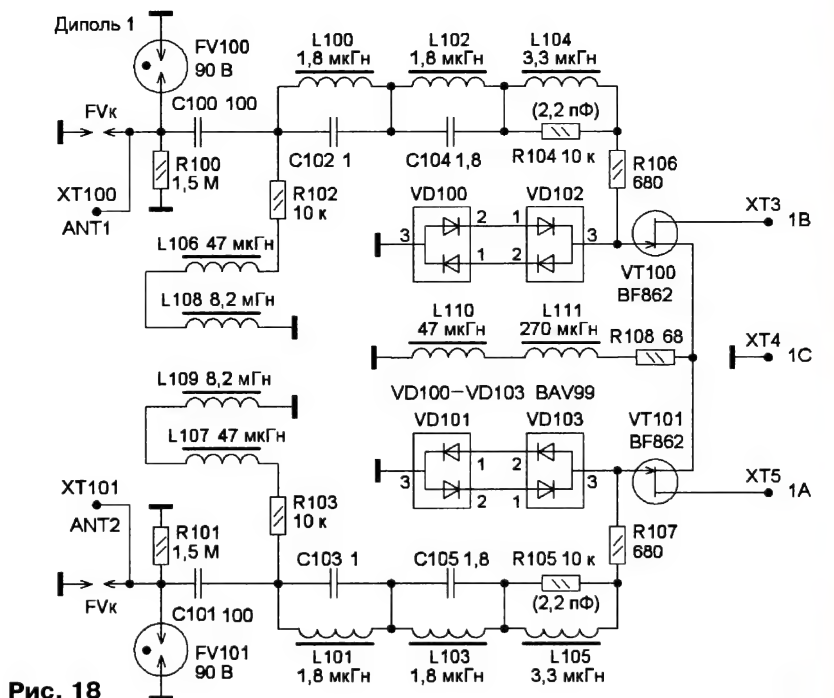 Диполь 1
FV100
90 В
L100
1,8 мкГн
L102
1,8 мкГн
L104
3,3 мкГн
FVк
C100 100
C102 1
C104 1,8
(2,2 пФ)
R104 10 к
R100
1,5 М
R102
10 к
R106
680
XT100
ANT1
VD100
VD102
3
2
1
1
2
3
XT3
1B
VT100
BF862
L106 47 мкГн
L108 8,2 мГн
L110
47 мкГн
L111
270 мкГн
R108 68
XT4
1C
L109 8,2 мГн
VD100–VD103 BAV99
VD101
VD103
VT101
BF862
L107 47 мкГн
3
1
2
2
1
3
XT5
1A
XT101
ANT2
R101
1,5 М
R103
10 к
R107
680
C103 1
C105 1,8
R105 10 к
(2,2 пФ)
FVк
C101 100
FV101
90 В
L101
1,8 мкГн
L103
1,8 мкГн
L105
3,3 мкГн
Рис. 18